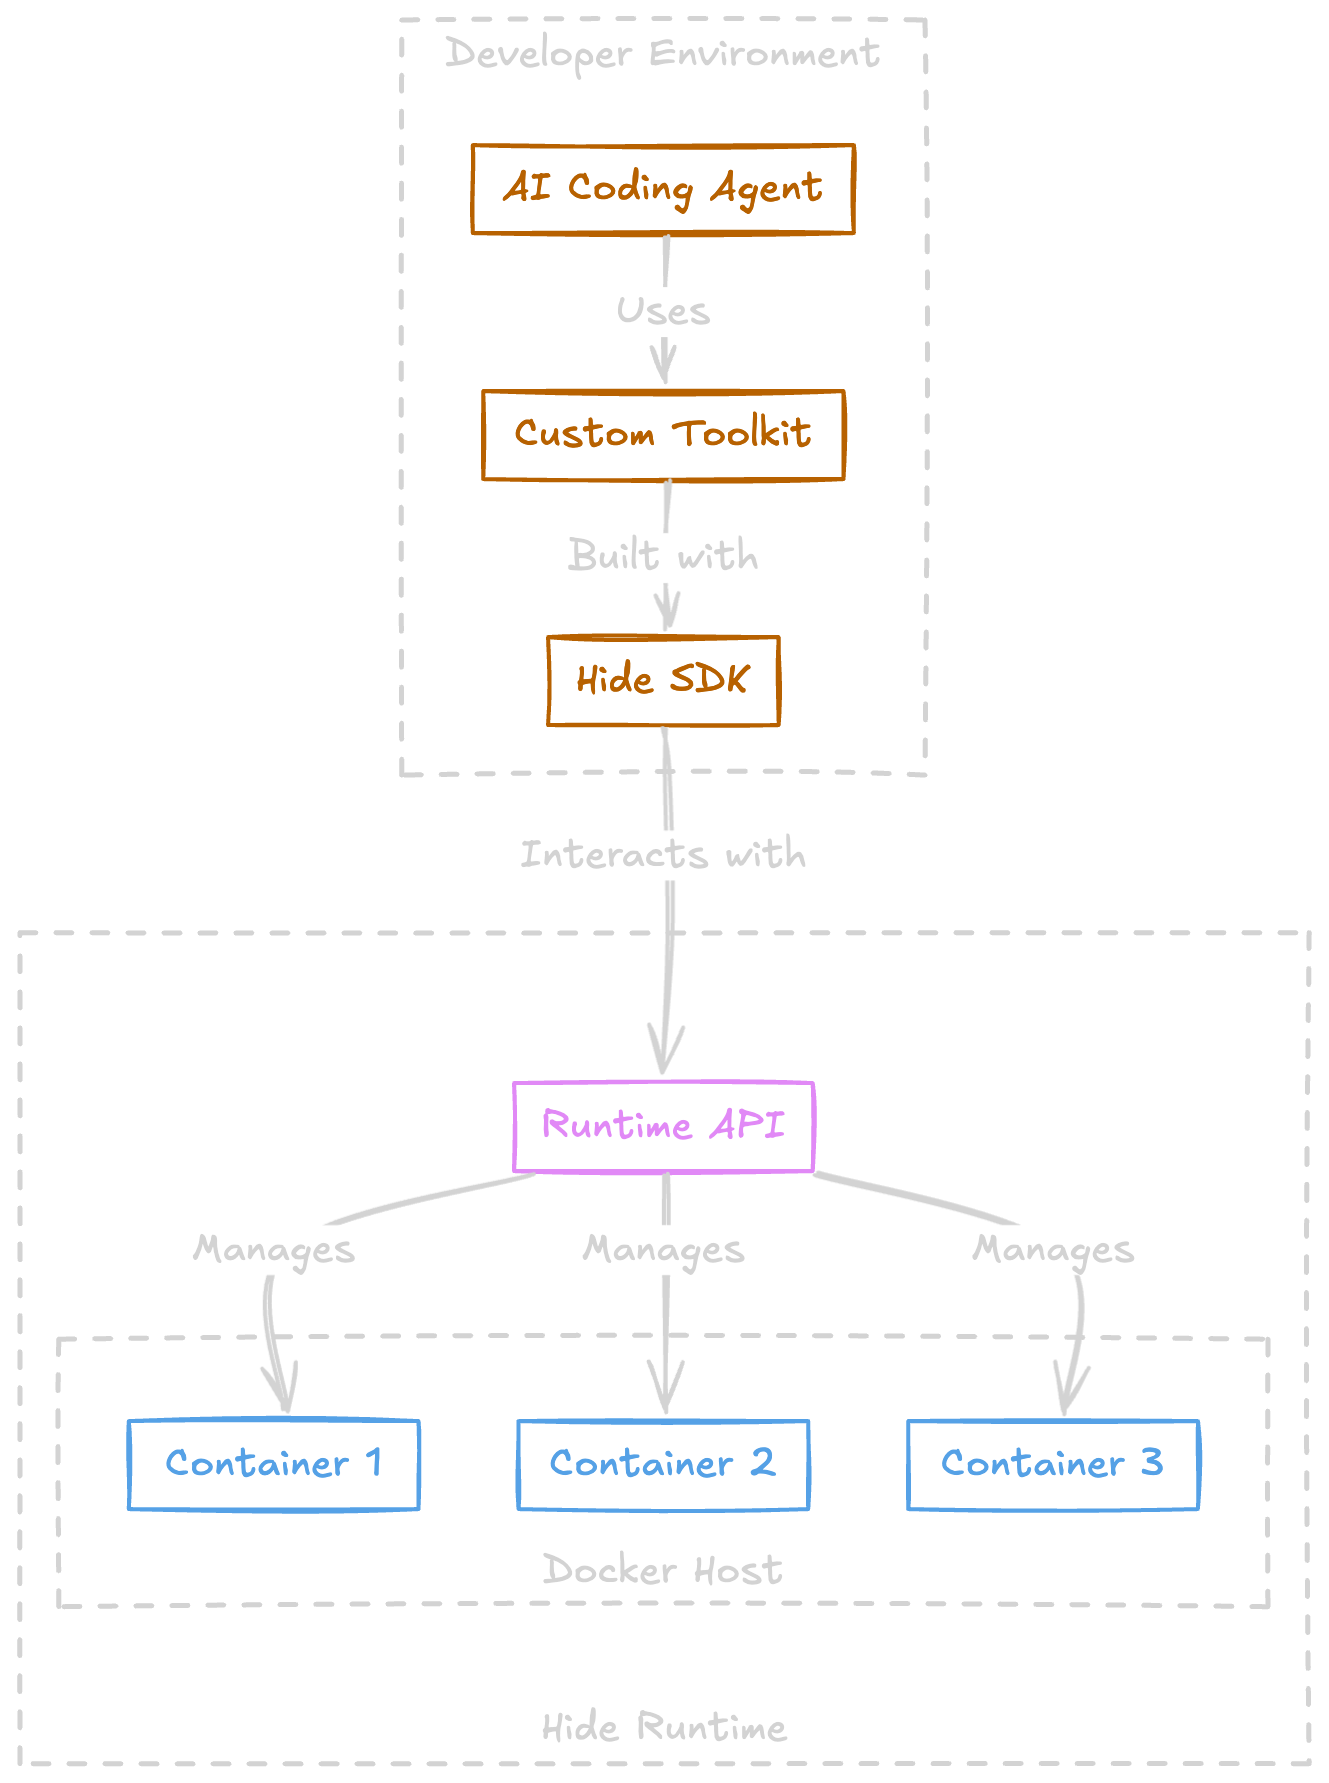 Developer Environment
AI Coding Agent
Uses
Custom Toolkit
Built with
Hide SDK
Interacts with
Runtime API
Manages
Manages
Manages
Container 1
Container 2
Container 3
Docker Host
Hide Runtime